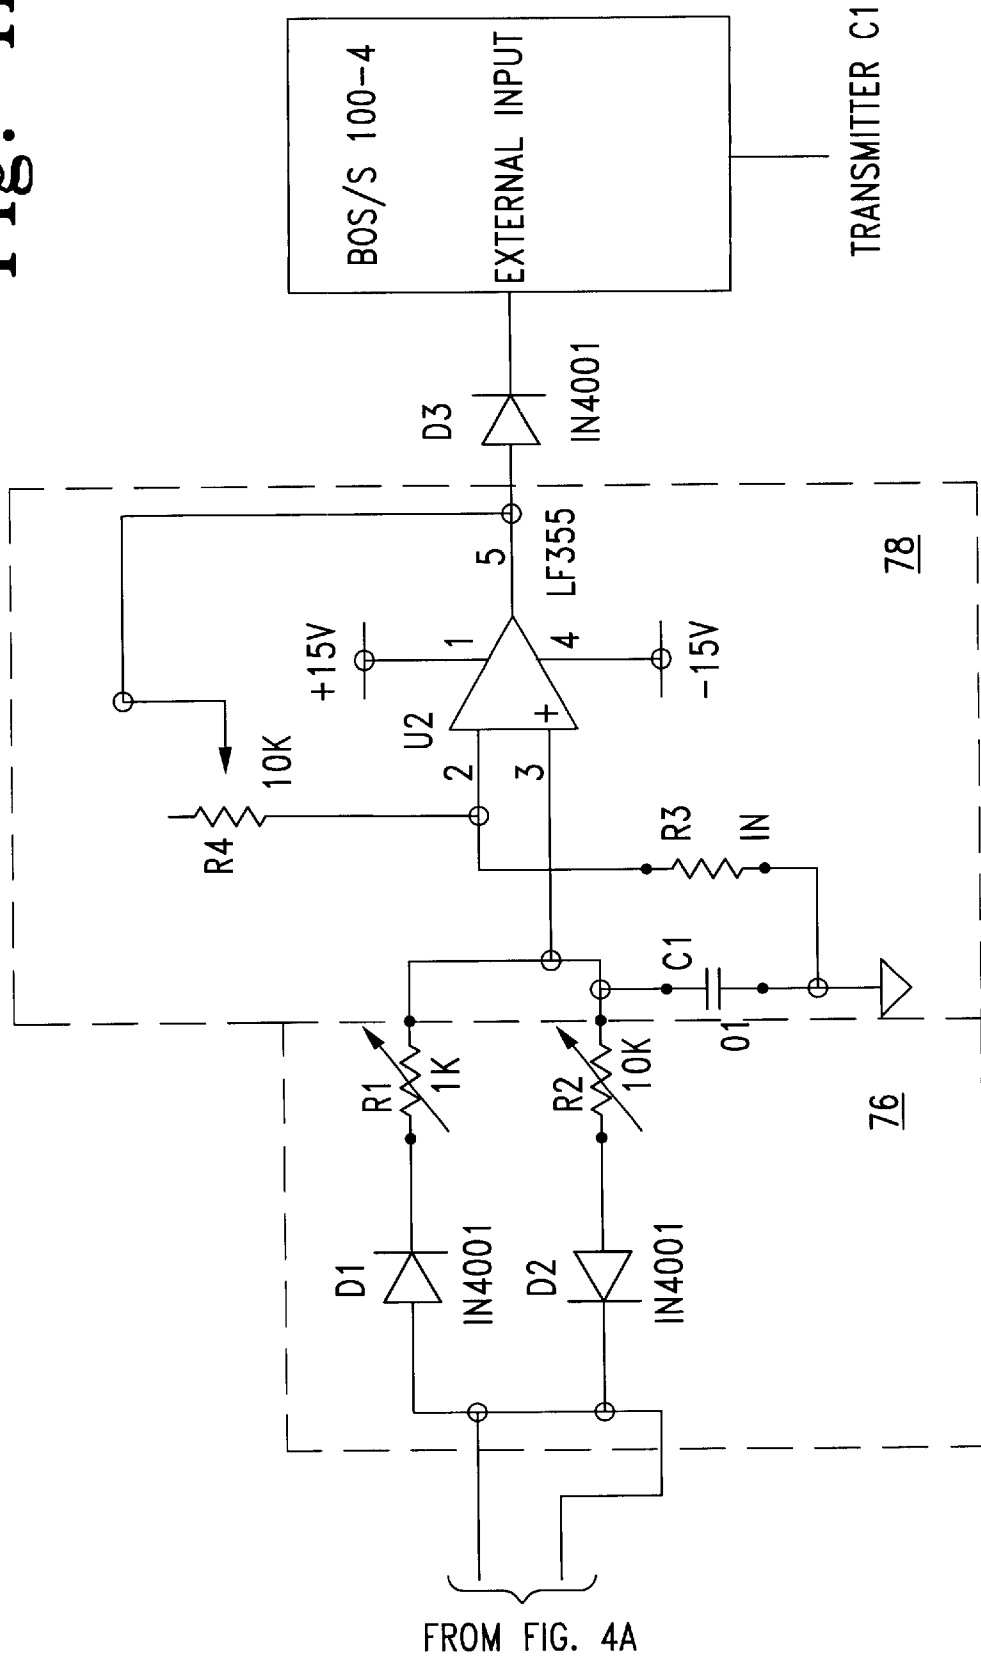 Fig.
BOS/S 100-4
EXTERNAL INPUT
TRANSMITTER C1
D3
IN4001
78
+15V
1
5
LF355
U2
4
-15V
2
3
10K
R4
R3
IN
C1
01
R1
1K
R2
10K
76
D1
IN4001
D2
IN4001
+
FROM FIG. 4A